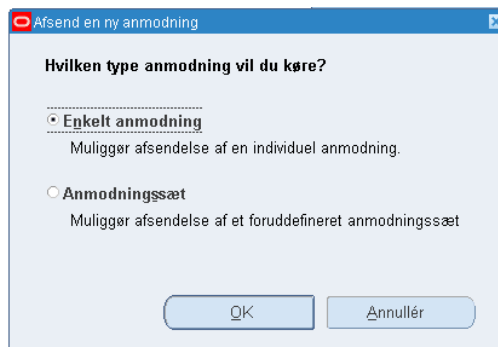 Afsend en ny anmodning
Hvilken type anmodning vil du køre?
Enkelt anmodning
Muliggør afsendelse af en individuel anmodning.
Anmodningssæt
Muliggør afsendelse af et foruddefineret anmodningssæt
OK
Annullér